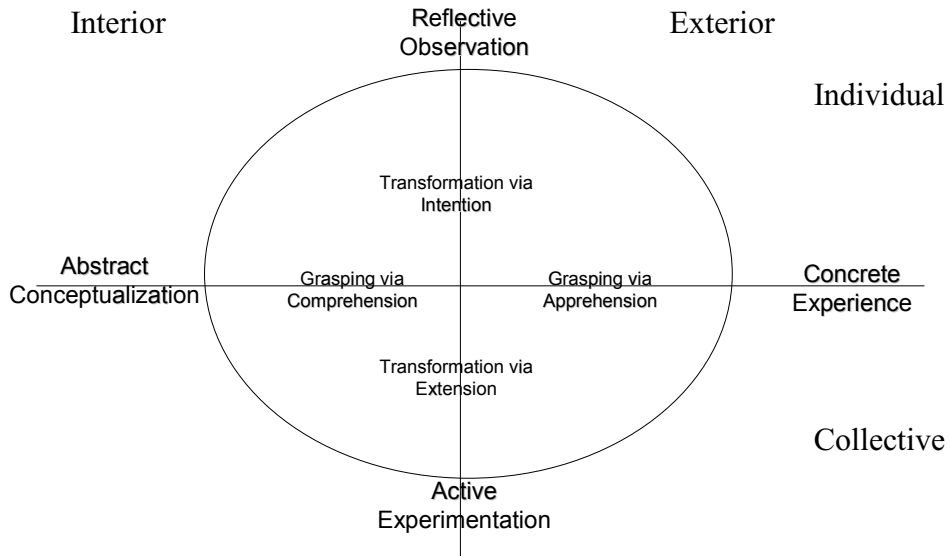 Interior
Reflective
Observation
Exterior
Individual
Transformation via
Intention
Abstract
Conceptualization
Grasping via
Comprehension
Grasping via
Apprehension
Concrete
Experience
Transformation via
Extension
Collective
Active
Experimentation